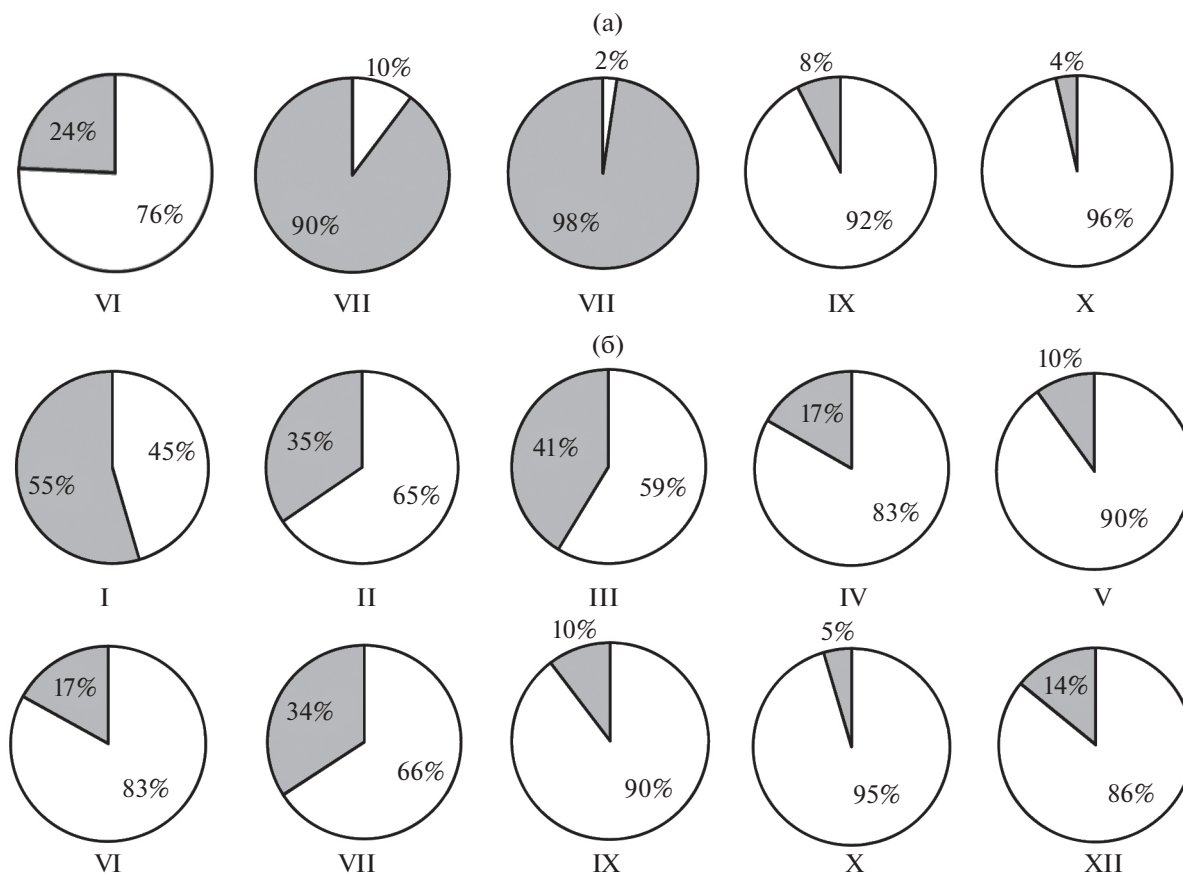 (а)
10% 2% 8% 4%
24%
76% 90% 98% 92% 96%
VI VII VII IX X
(б)
10%
17%
35% 41%
45%
55% 65% 59% 83% 90%
I II III IV V
10% 5%
17% 34% 14%
83% 66% 90% 95% 86%
VI VII IX X XII